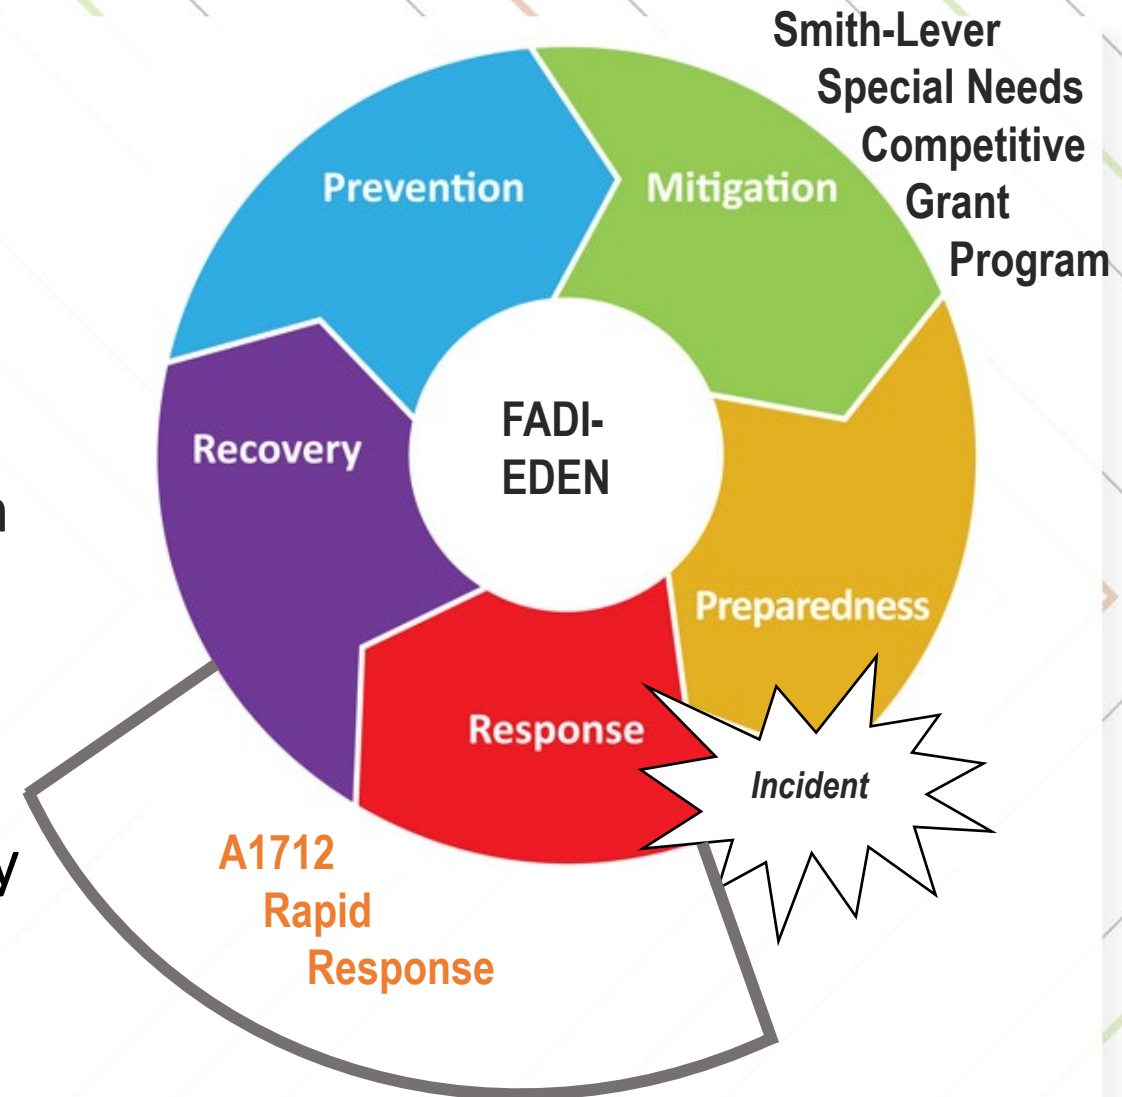 Smith-Lever
Special Needs
Competitive
Grant
Program
Prevention
Mitigation
FADI-
EDEN
Recovery
Preparedness
Response
Incident
A1712
Rapid
Response